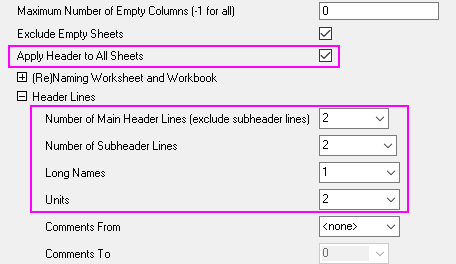 Maximum Number of Empty Columns (-1 for all) 0
Exclude Empty Sheets
Apply Header to All Sheets
(Re)Naming Worksheet and Workbook
Header Lines
Number of Main Header Lines (exclude subheader lines) 2
Number of Subheader Lines 2
Long Names 1
Units 2
Comments From <none>
Comments To 0